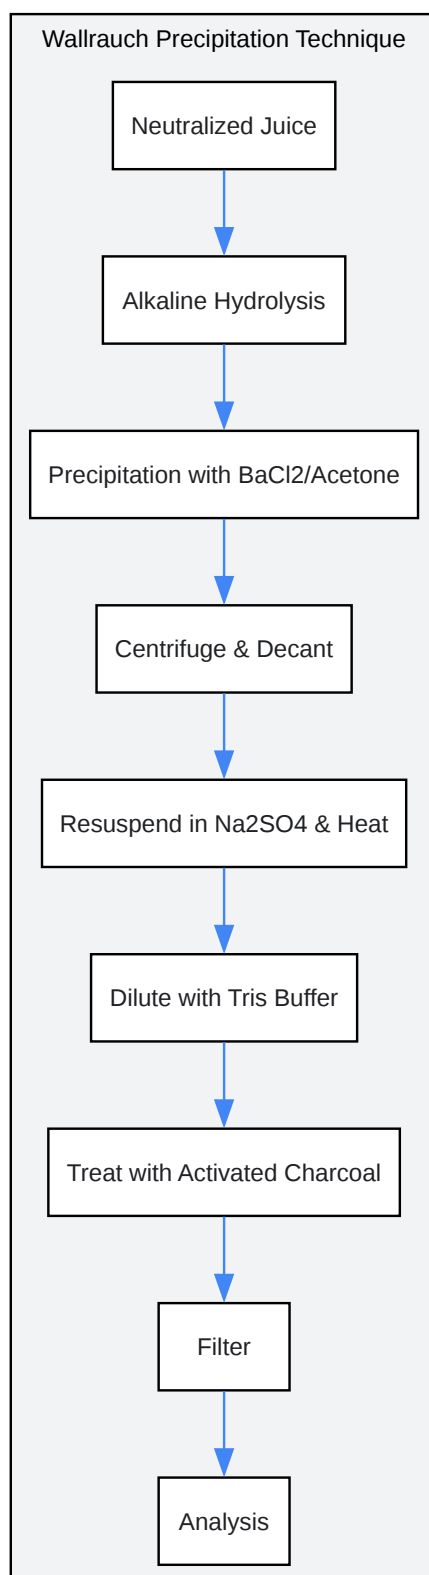 Wallrauch Precipitation Technique
Neutralized Juice
Alkaline Hydrolysis
Precipitation with BaCl2/Acetone
Centrifuge & Decant
Resuspend in Na2SO4 & Heat
Dilute with Tris Buffer
Treat with Activated Charcoal
Filter
Analysis